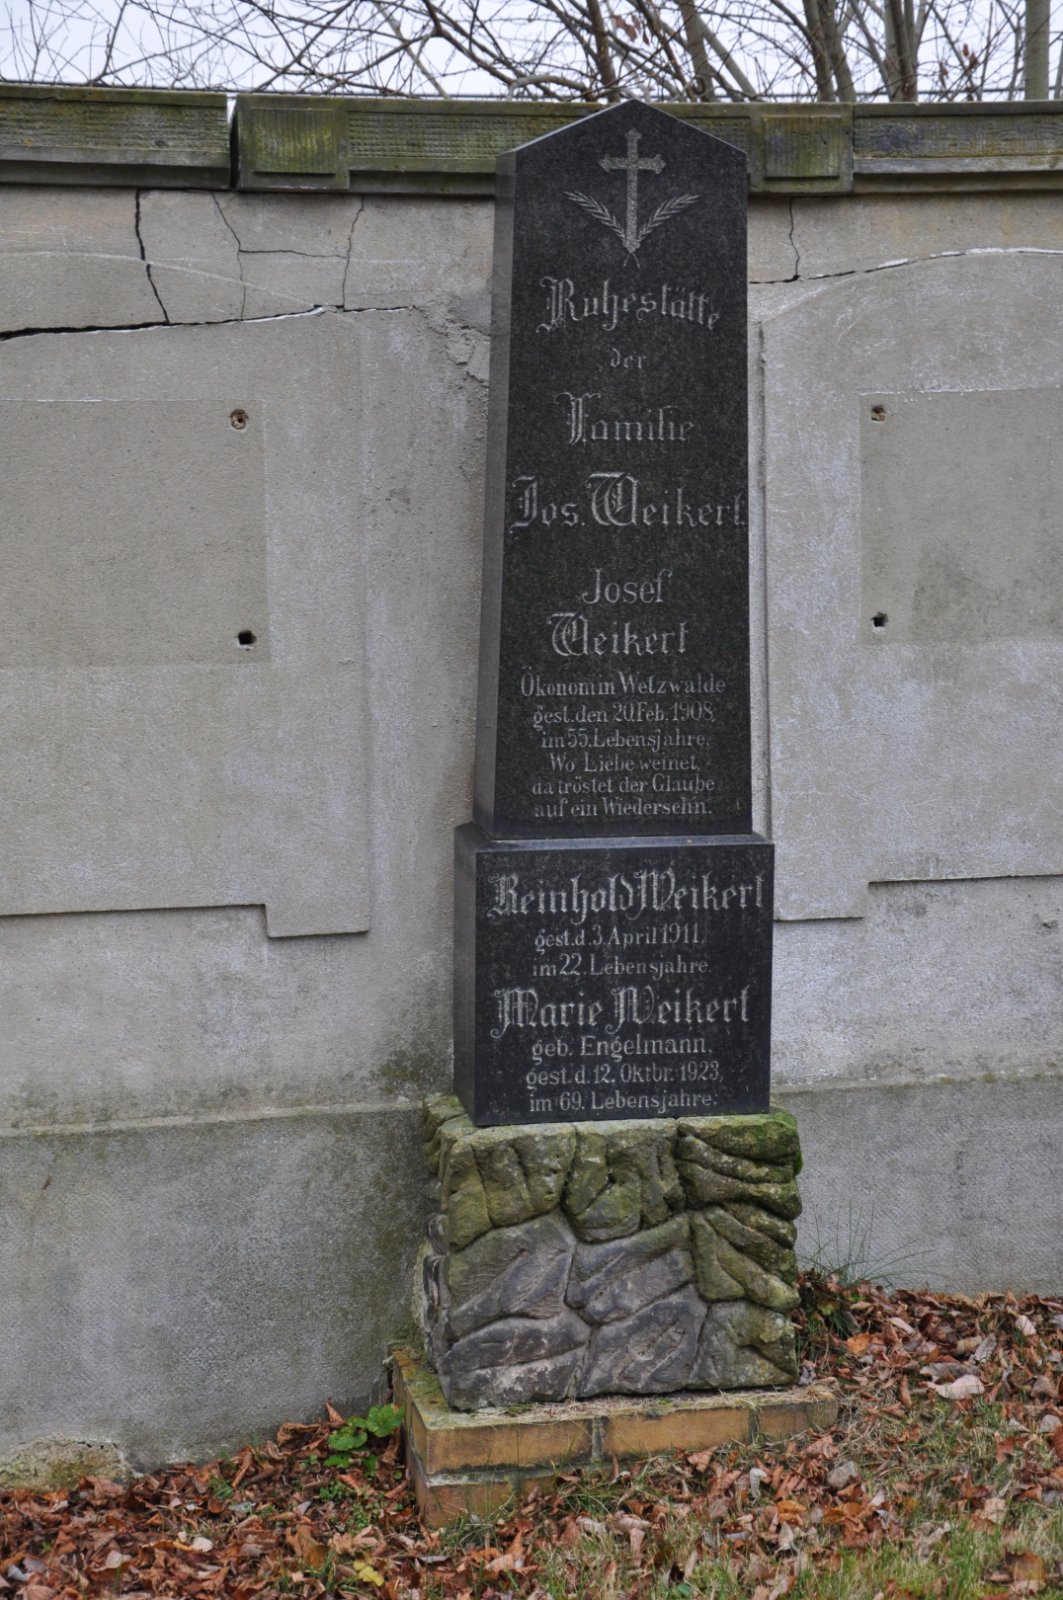 Ruhestätte
der
Familie
Jos. Weikert.
Josef
Weikert
Ökonom in Wetzwalde
gest. den 20. Feb. 1908,
im 55. Lebensjahre.
Wo Liebe weinet,
da tröstet der Glaube
auf ein Wiedersehn.
Reinhold Weikert
gest. d. 3. April 1911,
im 22. Lebensjahre.
Marie Weikert
geb. Engelmann,
gest. d. 12. Oktbr. 1923,
im 69. Lebensjahre.